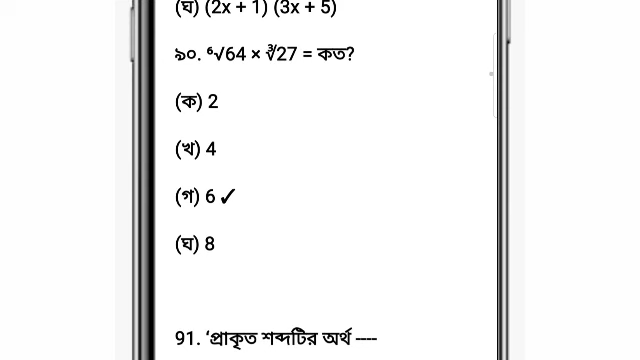 (ঘ) (2x + 1) (3x + 5)
৯০. ⁶√64 × ∛27 = কত?
(ক) 2
(খ) 4
(গ) 6 ✓
(ঘ) 8
91. ‘প্রাকৃত শব্দটির অর্থ ----